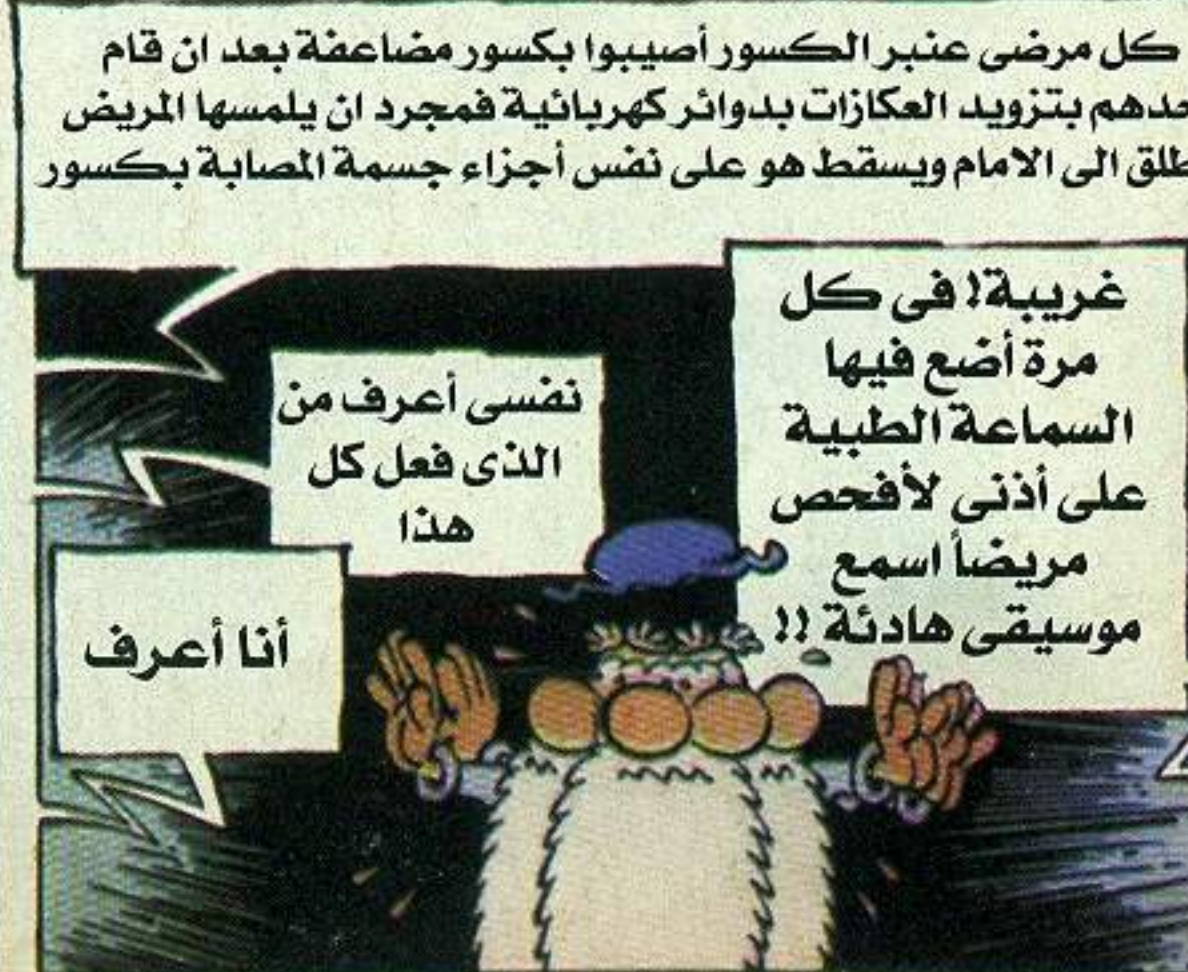 كل مرضى عنبر الكسور أصيبوا بكسور مضاعفة بعد ان قام
حدهم بتزويد العكازات بدوائر كهربائية فمجرد ان يلمسها المريض
طلق الى الامام ويسقط هو على نفس أجزاء جسمة المصابة بكسور
غريبة! فى كل
مرة أضع فيها
السماعة الطبية
على أذنى لأفحص
مريضاً اسمع
موسيقى هادئة !!
نفسى أعرف من
الذى فعل كل
هذا
أنا أعرف